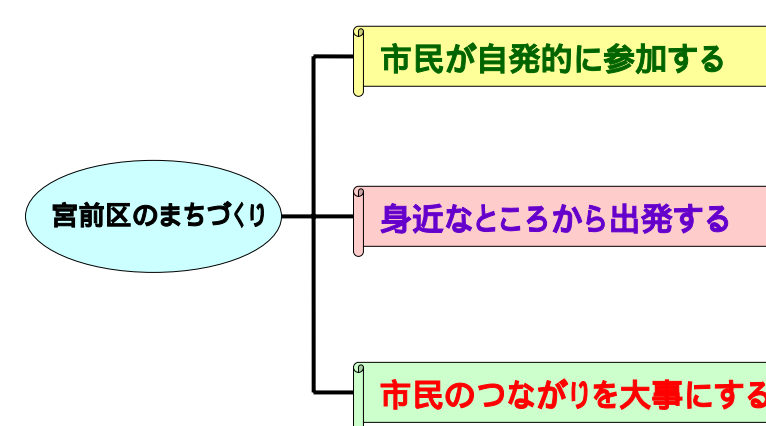 市民が自発的に参加する
宮前区のまちづくり
身近なところから出発する
市民のつながりを大事にする